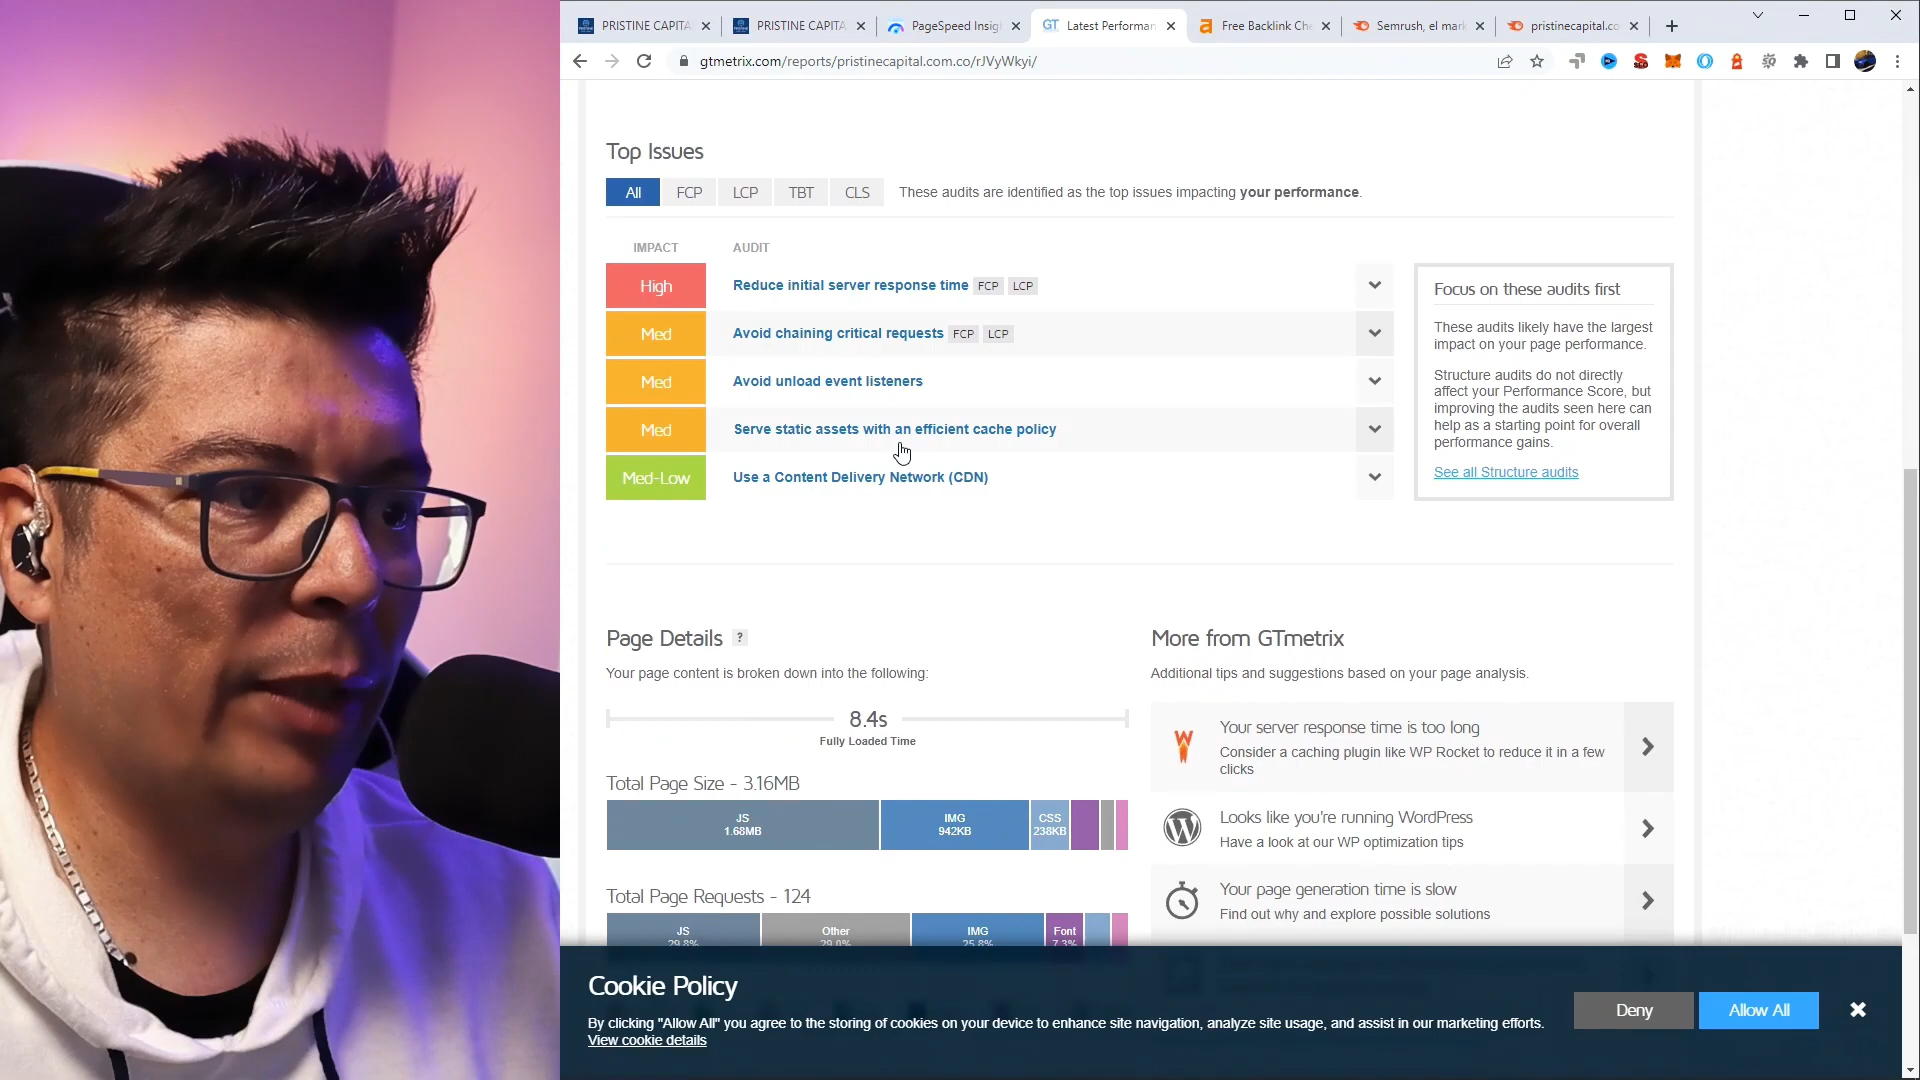 PRISTINE CAPITA
PRISTINE CAPITA
PageSpeed Insig
GT Latest Performan
Free Backlink Che
Semrush, el mark
pristinecapital.co
gtmetrix.com/reports/pristinecapital.com.co/rJVyWkyi/
Top Issues
All FCP LCP TBT CLS These audits are identified as the top issues impacting your performance.
IMPACT AUDIT
High Reduce initial server response time FCP LCP
Med Avoid chaining critical requests FCP LCP
Med Avoid unload event listeners
Med Serve static assets with an efficient cache policy
Med-Low Use a Content Delivery Network (CDN)
Focus on these audits first
These audits likely have the largest
impact on your page performance.
Structure audits do not directly
affect your Performance Score, but
improving the audits seen here can
help as a starting point for overall
performance gains.
See all Structure audits
Page Details ?
Your page content is broken down into the following:
8.4s
Fully Loaded Time
Total Page Size - 3.16MB
JS IMG CSS
1.68MB 942KB 238KB
Total Page Requests - 124
JS Other IMG Font
29.8% 29.0% 25.8% 7.3%
More from GTmetrix
Additional tips and suggestions based on your page analysis.
Your server response time is too long
Consider a caching plugin like WP Rocket to reduce it in a few
clicks
Looks like you're running WordPress
Have a look at our WP optimization tips
Your page generation time is slow
Find out why and explore possible solutions
Cookie Policy
By clicking "Allow All" you agree to the storing of cookies on your device to enhance site navigation, analyze site usage, and assist in our marketing efforts.
View cookie details
Deny
Allow All